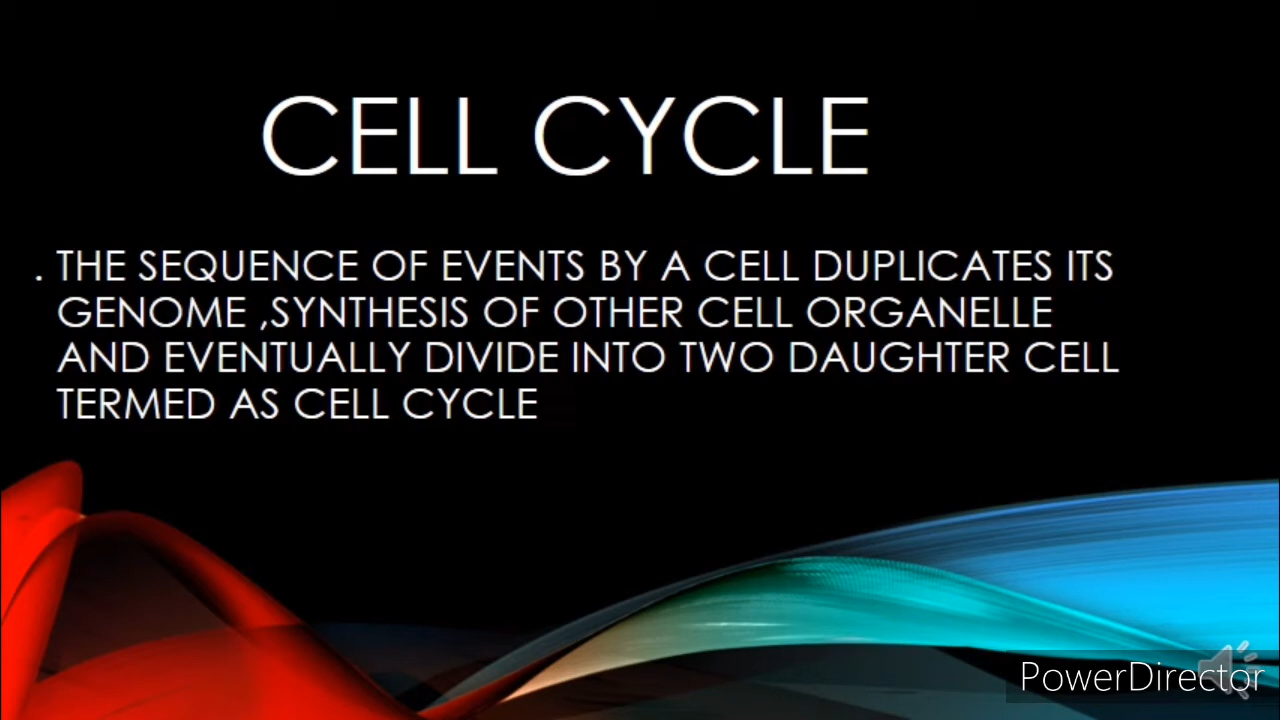 CELL CYCLE
. THE SEQUENCE OF EVENTS BY A CELL DUPLICATES ITS
GENOME ,SYNTHESIS OF OTHER CELL ORGANELLE
AND EVENTUALLY DIVIDE INTO TWO DAUGHTER CELL
TERMED AS CELL CYCLE
PowerDirector